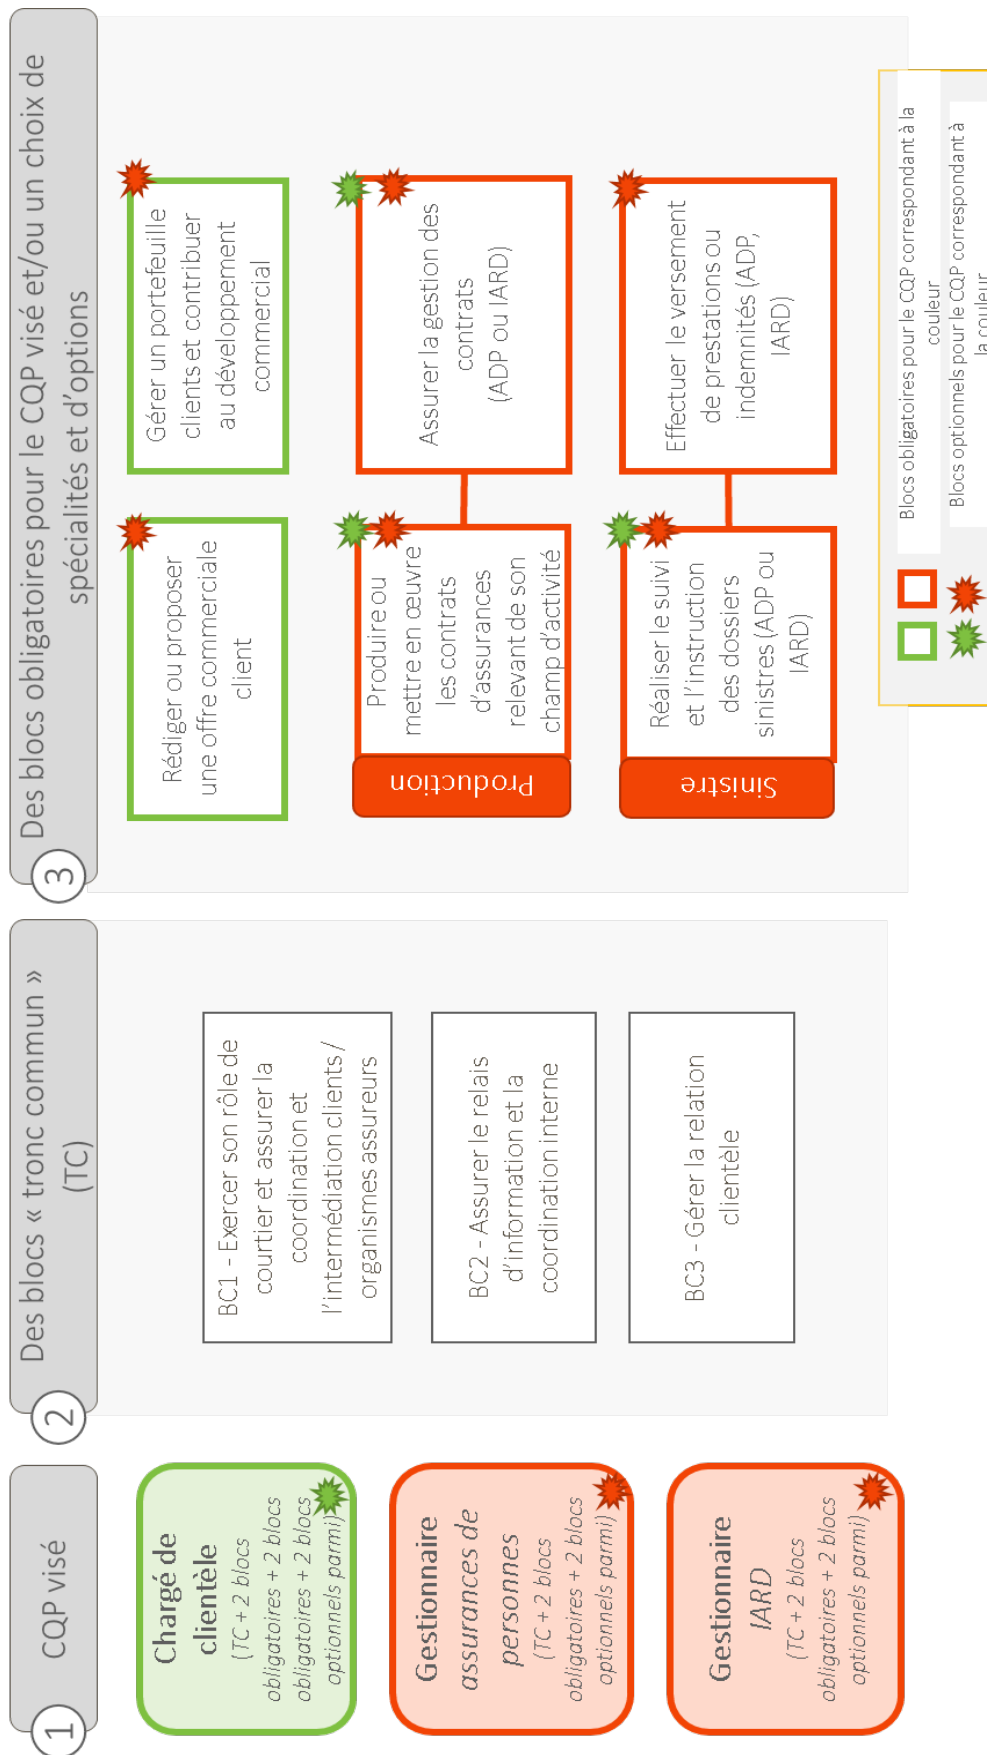 1
CQP visé
Chargé de
clientèle
(TC + 2 blocs
obligatoires + 2 blocs
obligatoires + 2 blocs
optionnels parmi)
Gestionnaire
assurances de
personnes
(TC + 2 blocs
obligatoires + 2 blocs
optionnels parmi)
Gestionnaire
IARD
(TC + 2 blocs
obligatoires + 2 blocs
optionnels parmi)
2
Des blocs « tronc commun »
(TC)
BC1 - Exercer son rôle de
courtier et assurer la
coordination et
l'intermédiation clients /
organismes assureurs
BC2 - Assurer le relais
d'information et la
coordination interne
BC3 - Gérer la relation
clientèle
3
Des blocs obligatoires pour le CQP visé et/ou un choix de
spécialités et d'options
Rédiger ou proposer
une offre commerciale
client
Gérer un portefeuille
clients et contribuer
au développement
commercial
Production
Produire ou
mettre en œuvre
les contrats
d'assurances
relevant de son
champ d'activité
Assurer la gestion des
contrats
(ADP ou IARD)
Sinistre
Réaliser le suivi
et l'instruction
des dossiers
sinistres (ADP ou
IARD)
Effectuer le versement
de prestations ou
indemnités (ADP,
IARD)
Blocs obligatoires pour le CQP correspondant à la
couleur
Blocs optionnels pour le CQP correspondant à
la couleur